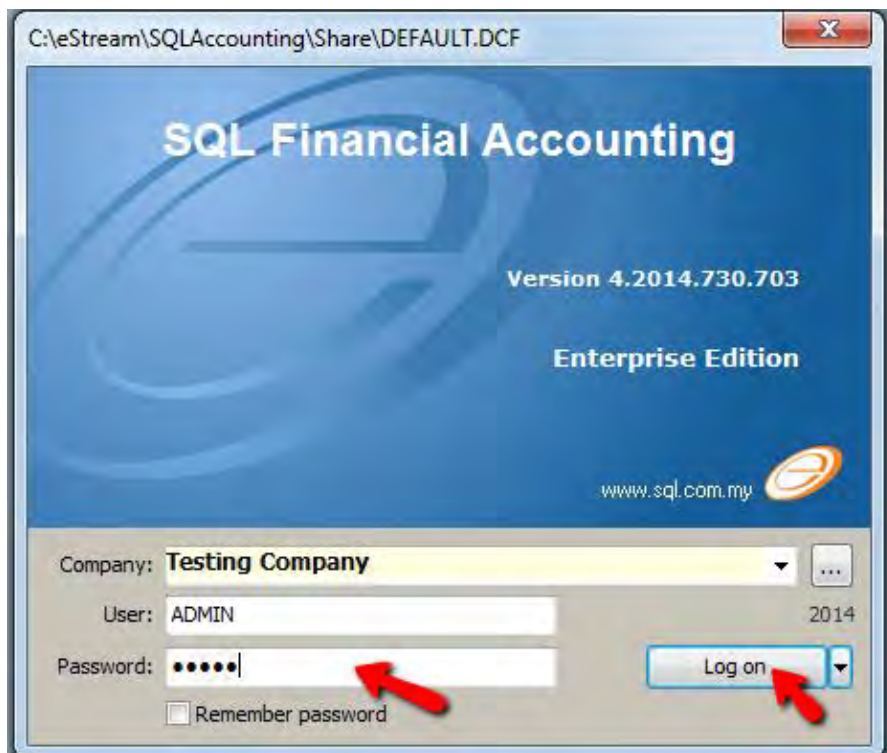 C:\eStream\SQLAccounting\Share\DEFAULT.DCF
SQL Financial Accounting
Version 4.2014.730.703
Enterprise Edition
www.sql.com.my
Company: Testing Company ...
User: ADMIN 2014
Password: ●●●●● Log on
Remember password